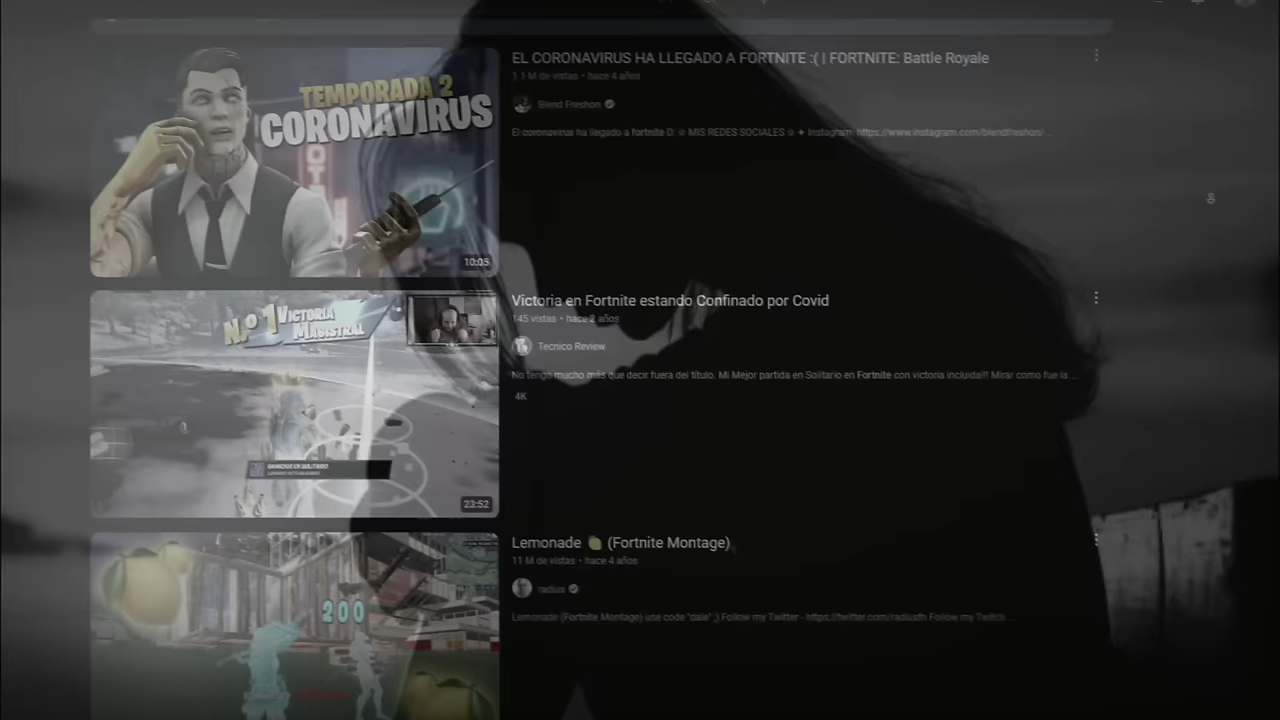 TEMPORADA 2
CORONAVIRUS
10:05
EL CORONAVIRUS HA LLEGADO A FORTNITE :( | FORTNITE: Battle Royale
1.1 M de vistas • hace 4 años
Blend Freshon
El coronavirus ha llegado a fortnite D: ☆ MIS REDES SOCIALES ☆ ✦ Instagram: https://www.instagram.com/blendfreshon/ ...
N.º 1 VICTORIA
MAGISTRAL
23:52
Victoria en Fortnite estando Confinado por Covid
145 vistas • hace 2 años
Tecnico Review
No tengo mucho más que decir fuera del título. Mi Mejor partida en Solitario en Fortnite con victoria incluida!!! Mirar como fue la ...
4K
200
Lemonade 🍋 (Fortnite Montage)
11 M de vistas • hace 4 años
radius
Lemonade (Fortnite Montage) use code "dale" ;) Follow my Twitter - https://twitter.com/radiusfn Follow my Twitch ...